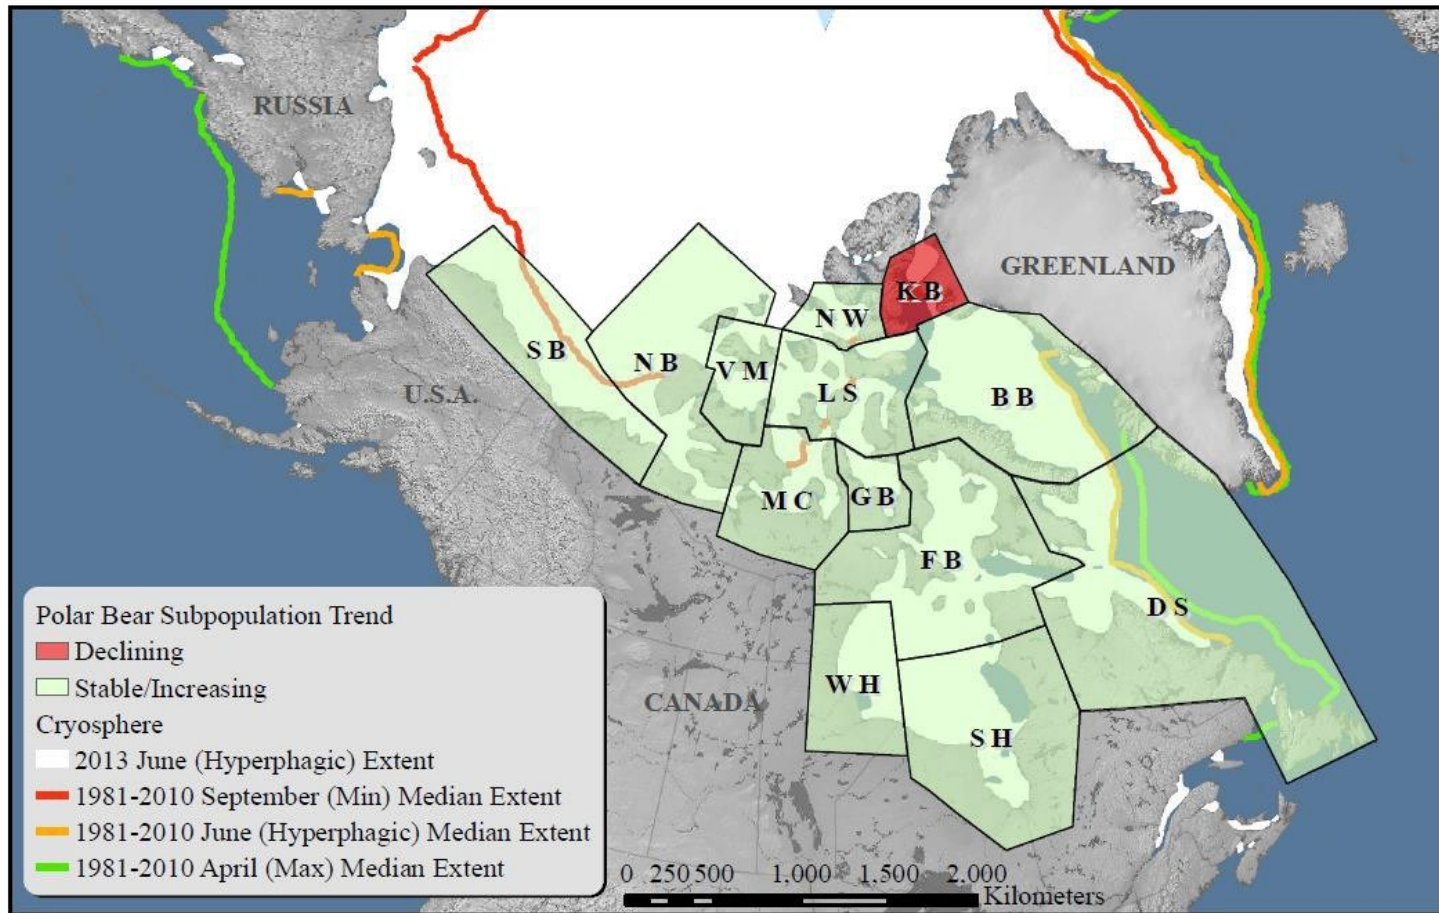 RUSSIA
GREENLAND
K B
N W
S B
N B
V M
L S
B B
U.S.A.
M C
G B
F B
D S
W H
CANADA
S H
Polar Bear Subpopulation Trend
Declining
Stable/Increasing
Cryosphere
2013 June (Hyperphagic) Extent
1981-2010 September (Min) Median Extent
1981-2010 June (Hyperphagic) Median Extent
1981-2010 April (Max) Median Extent
0 250 500 1,000 1,500 2,000
Kilometers